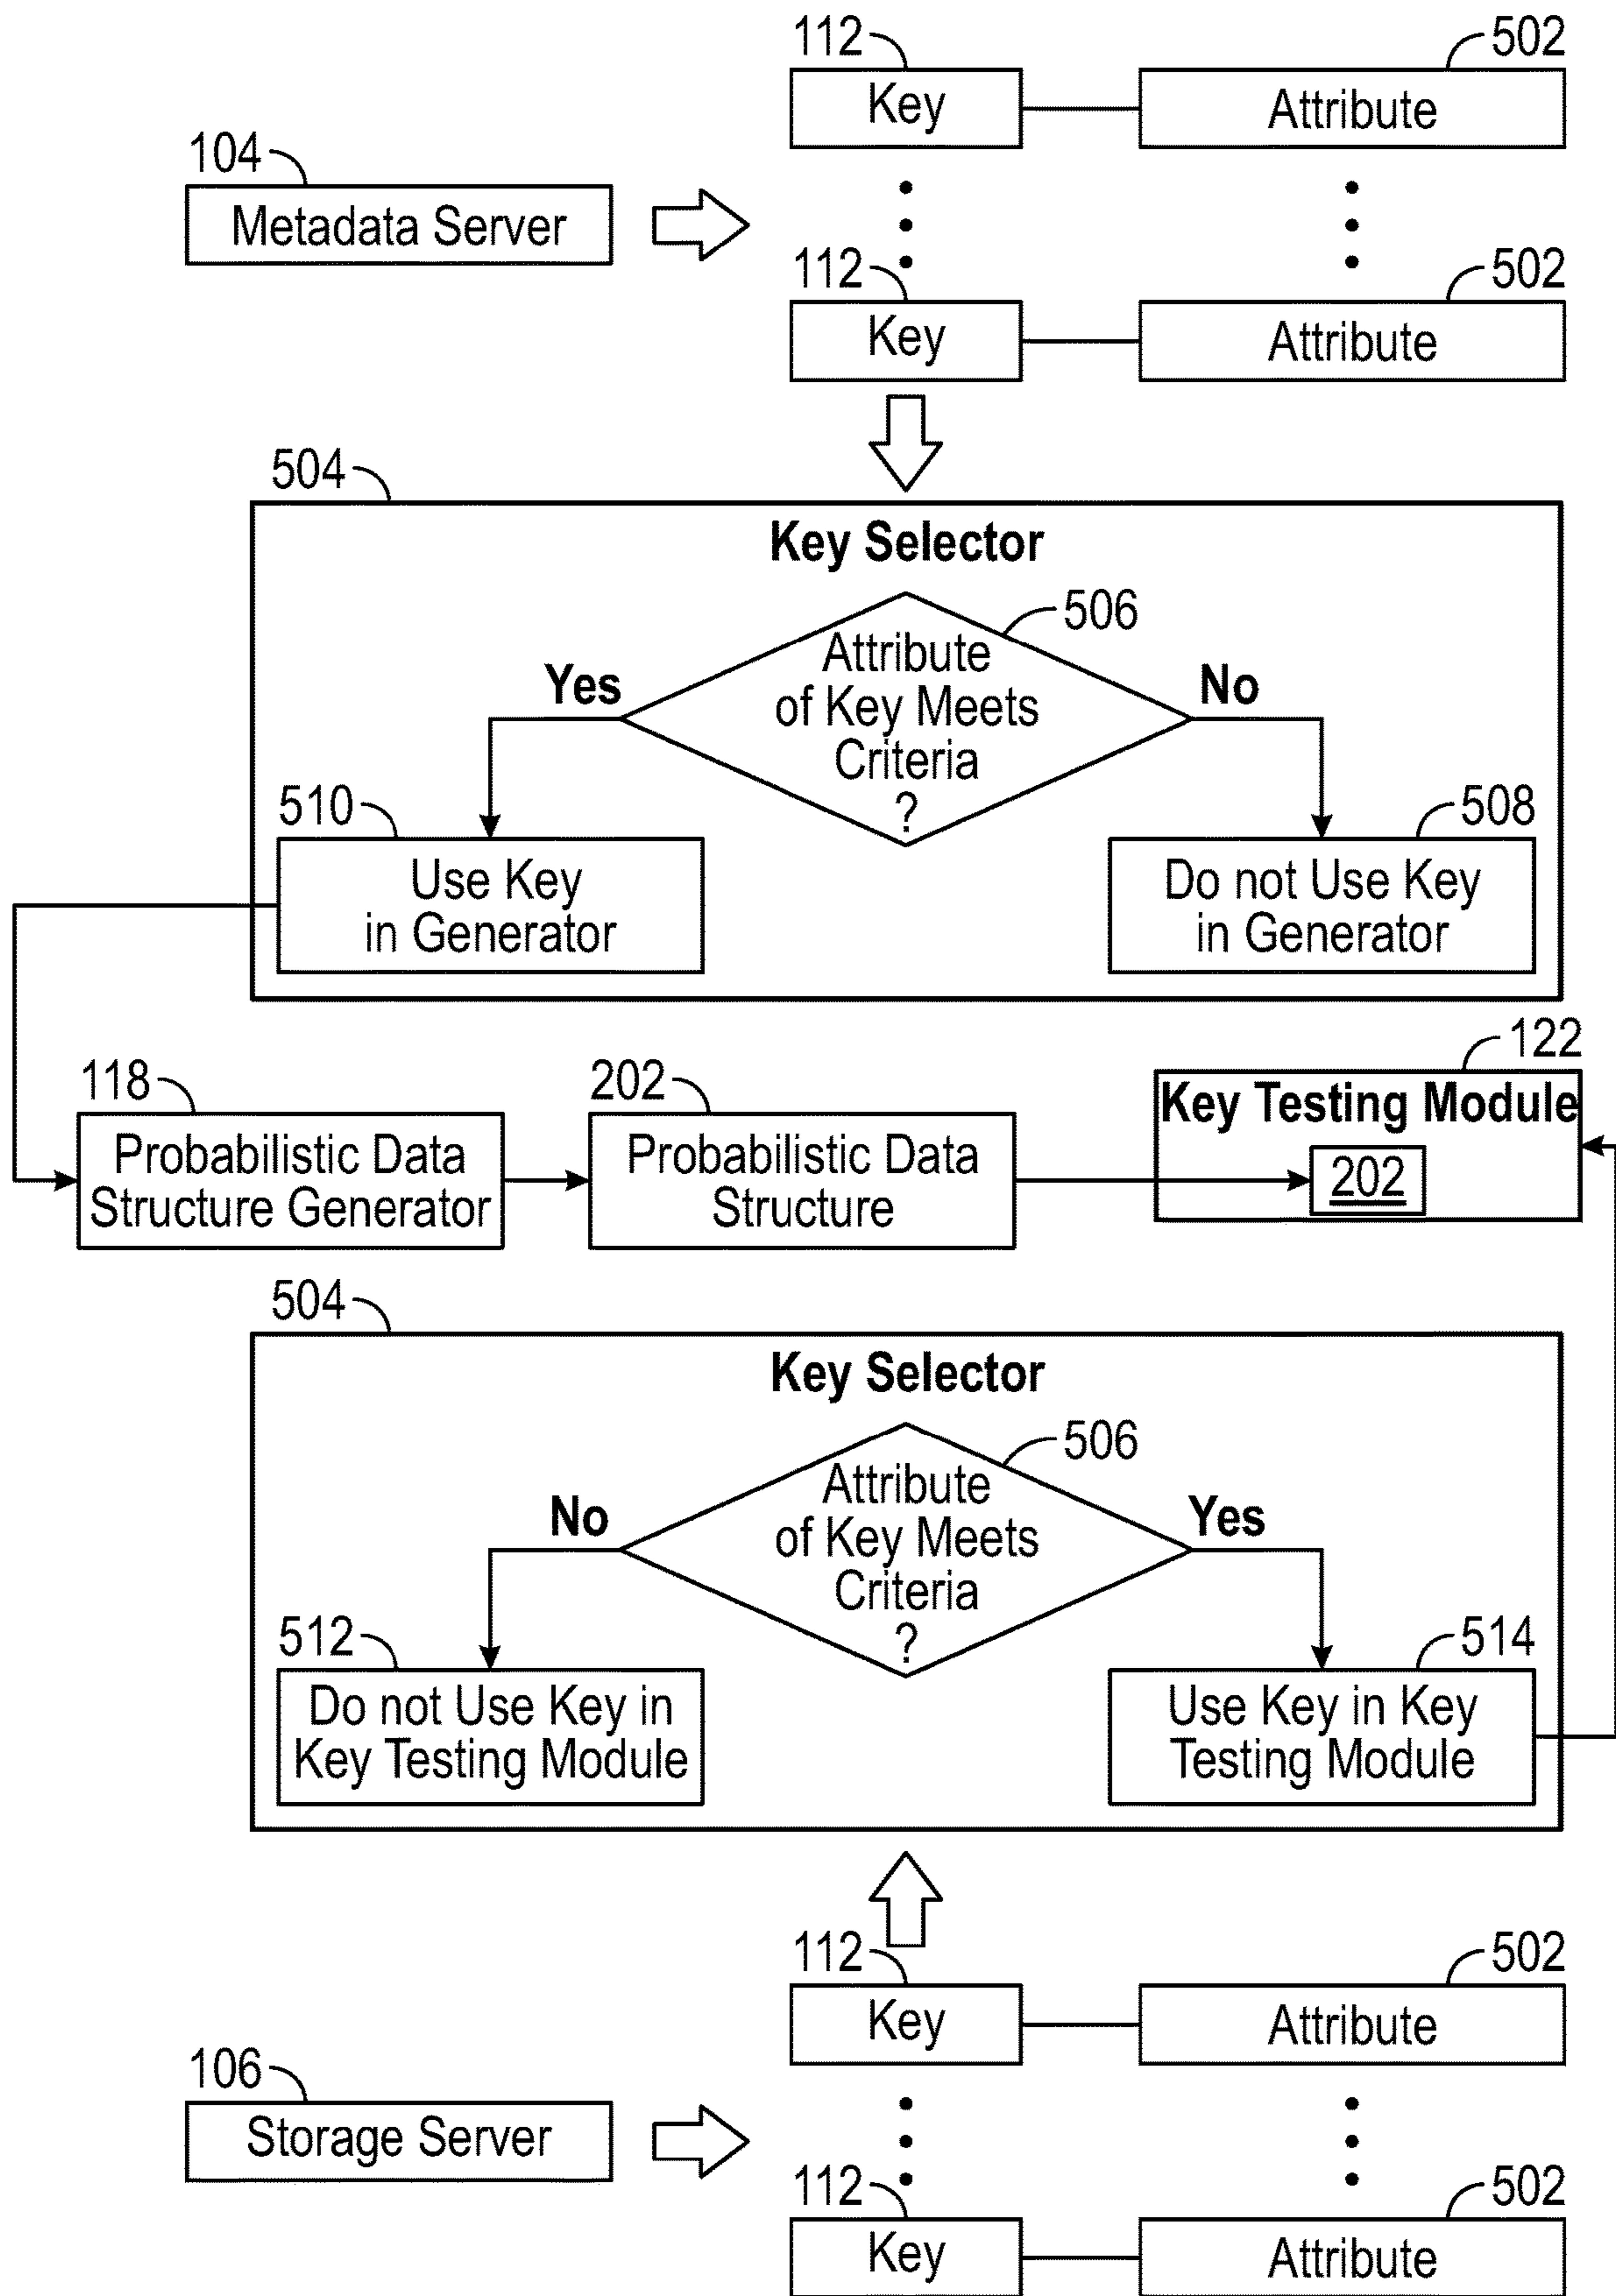 112
502
Key
Attribute
104
Metadata Server
112
502
Key
Attribute
504
Key Selector
506
Attribute
of Key Meets
Criteria
?
Yes
No
510
508
Use Key
in Generator
Do not Use Key
in Generator
118
202
122
Probabilistic Data
Structure Generator
Probabilistic Data
Structure
Key Testing Module
202
504
Key Selector
506
Attribute
of Key Meets
Criteria
?
No
Yes
512
514
Do not Use Key in
Key Testing Module
Use Key in Key
Testing Module
112
502
Key
Attribute
106
Storage Server
112
502
Key
Attribute